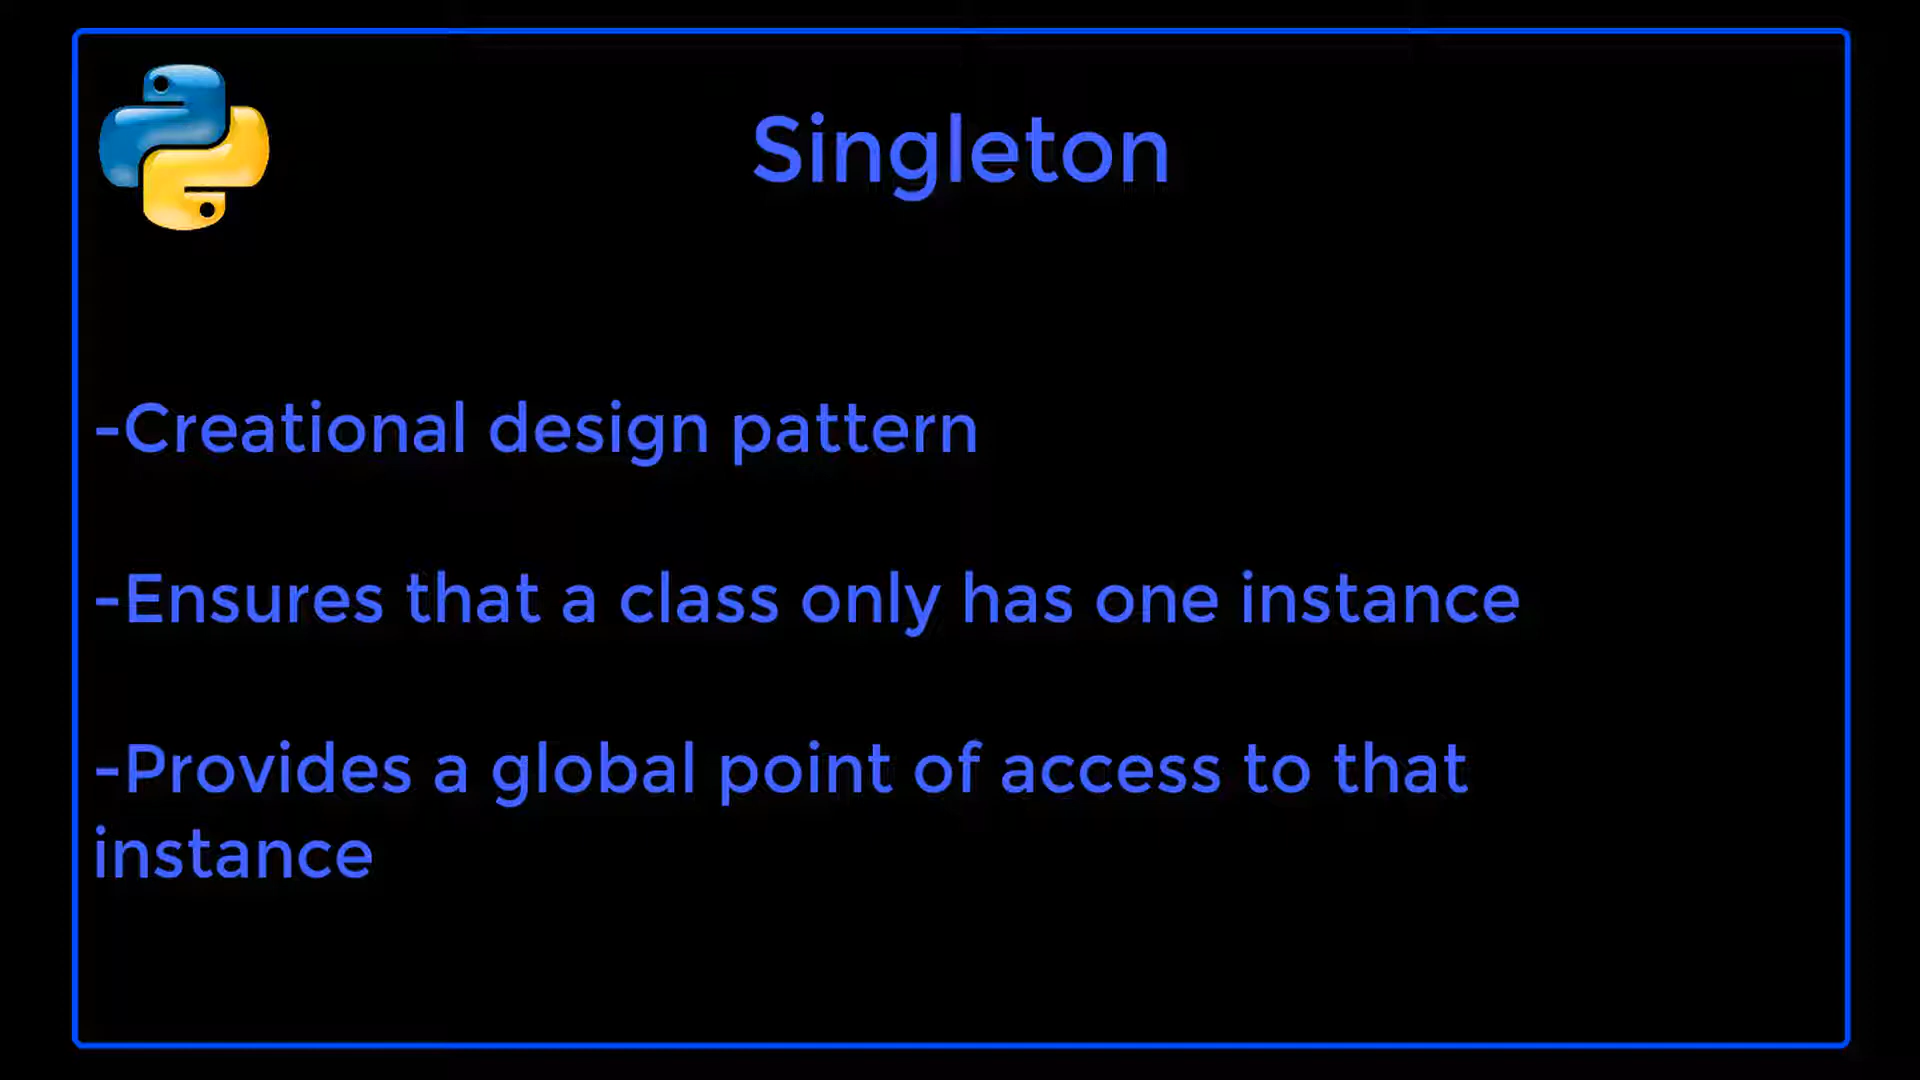 Singleton
-Creational design pattern
-Ensures that a class only has one instance
-Provides a global point of access to that
instance